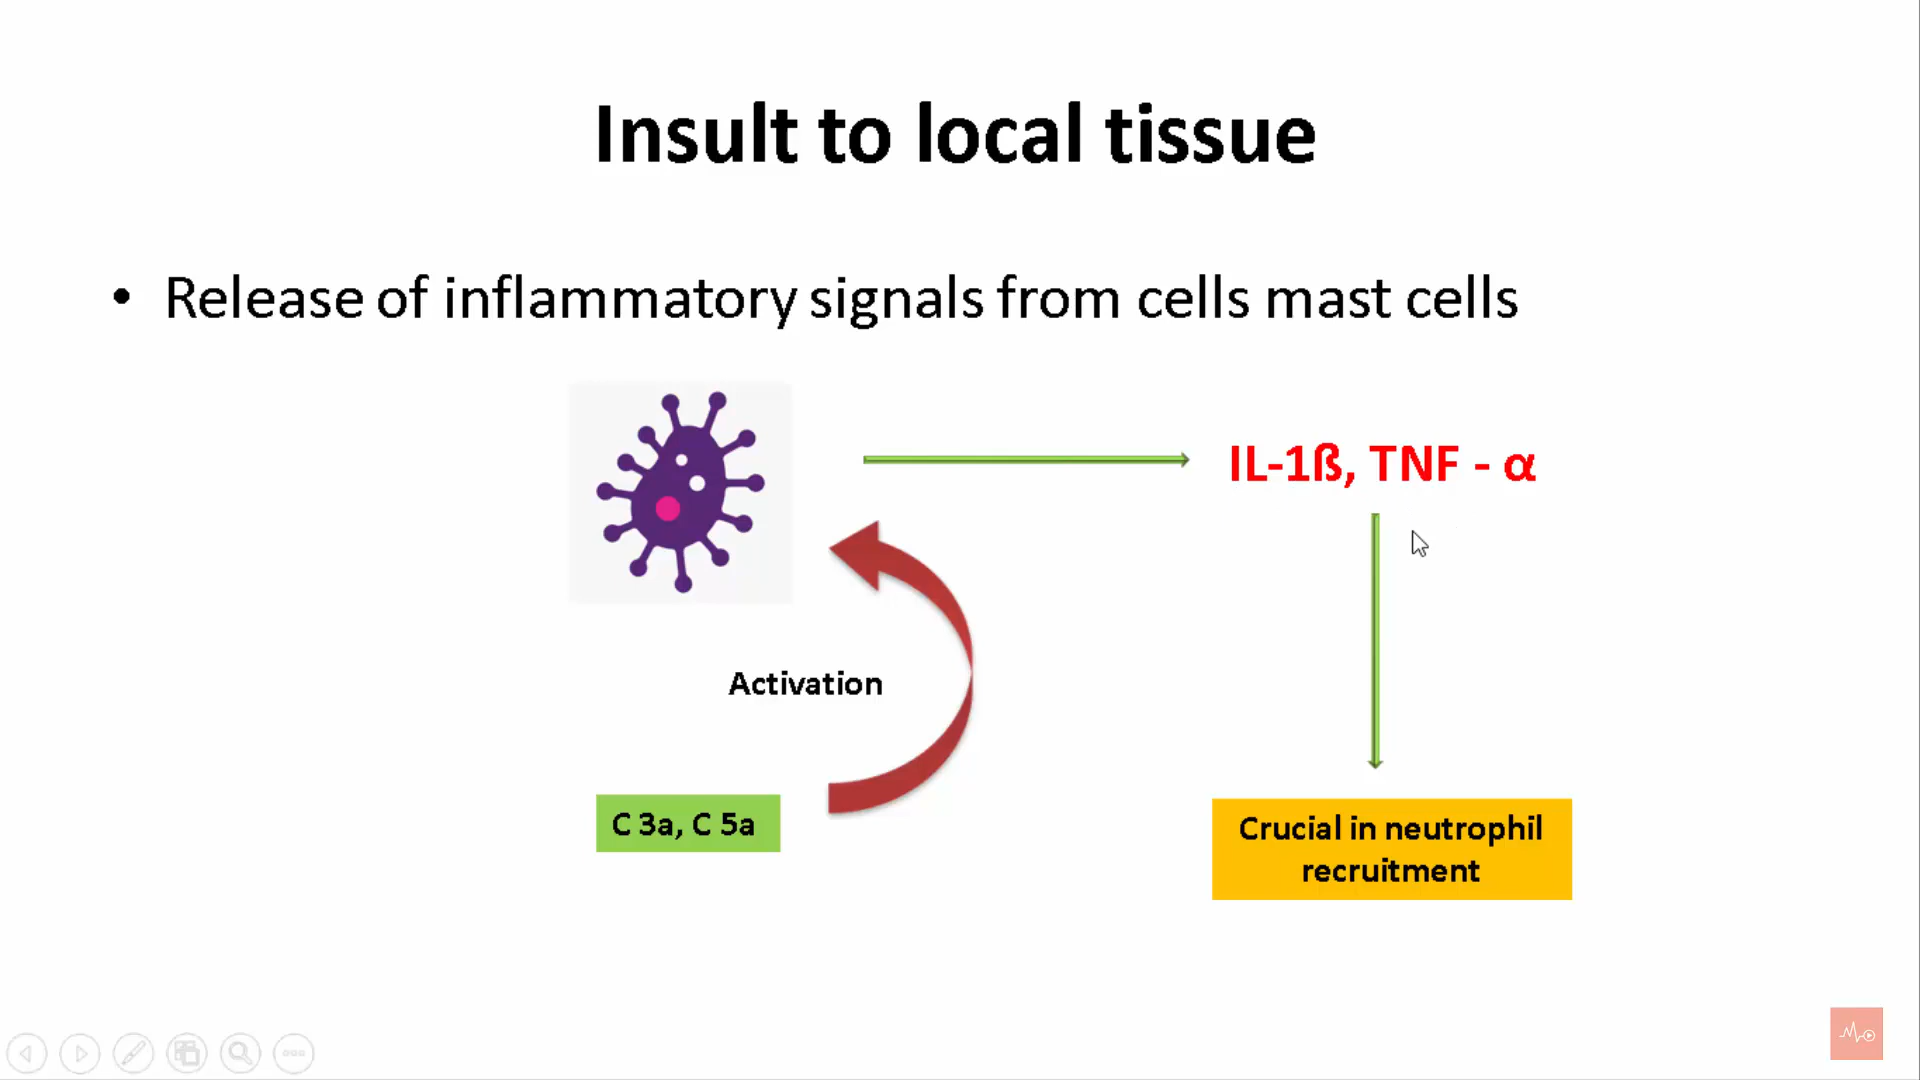 Insult to local tissue
• Release of inflammatory signals from cells mast cells
IL-1ß, TNF - α
Activation
C 3a, C 5a
Crucial in neutrophil
recruitment